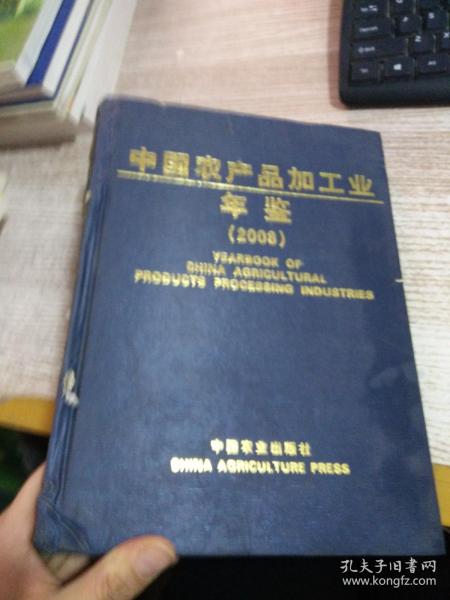 中国农产品加工业
年鉴
(2008)
YEARBOOK OF
CHINA AGRICULTURAL
PRODUCTS PROCESSING INDUSTRIES
中国农业出版社
CHINA AGRICULTURE PRESS
孔夫子旧书网
www.kongfz.com